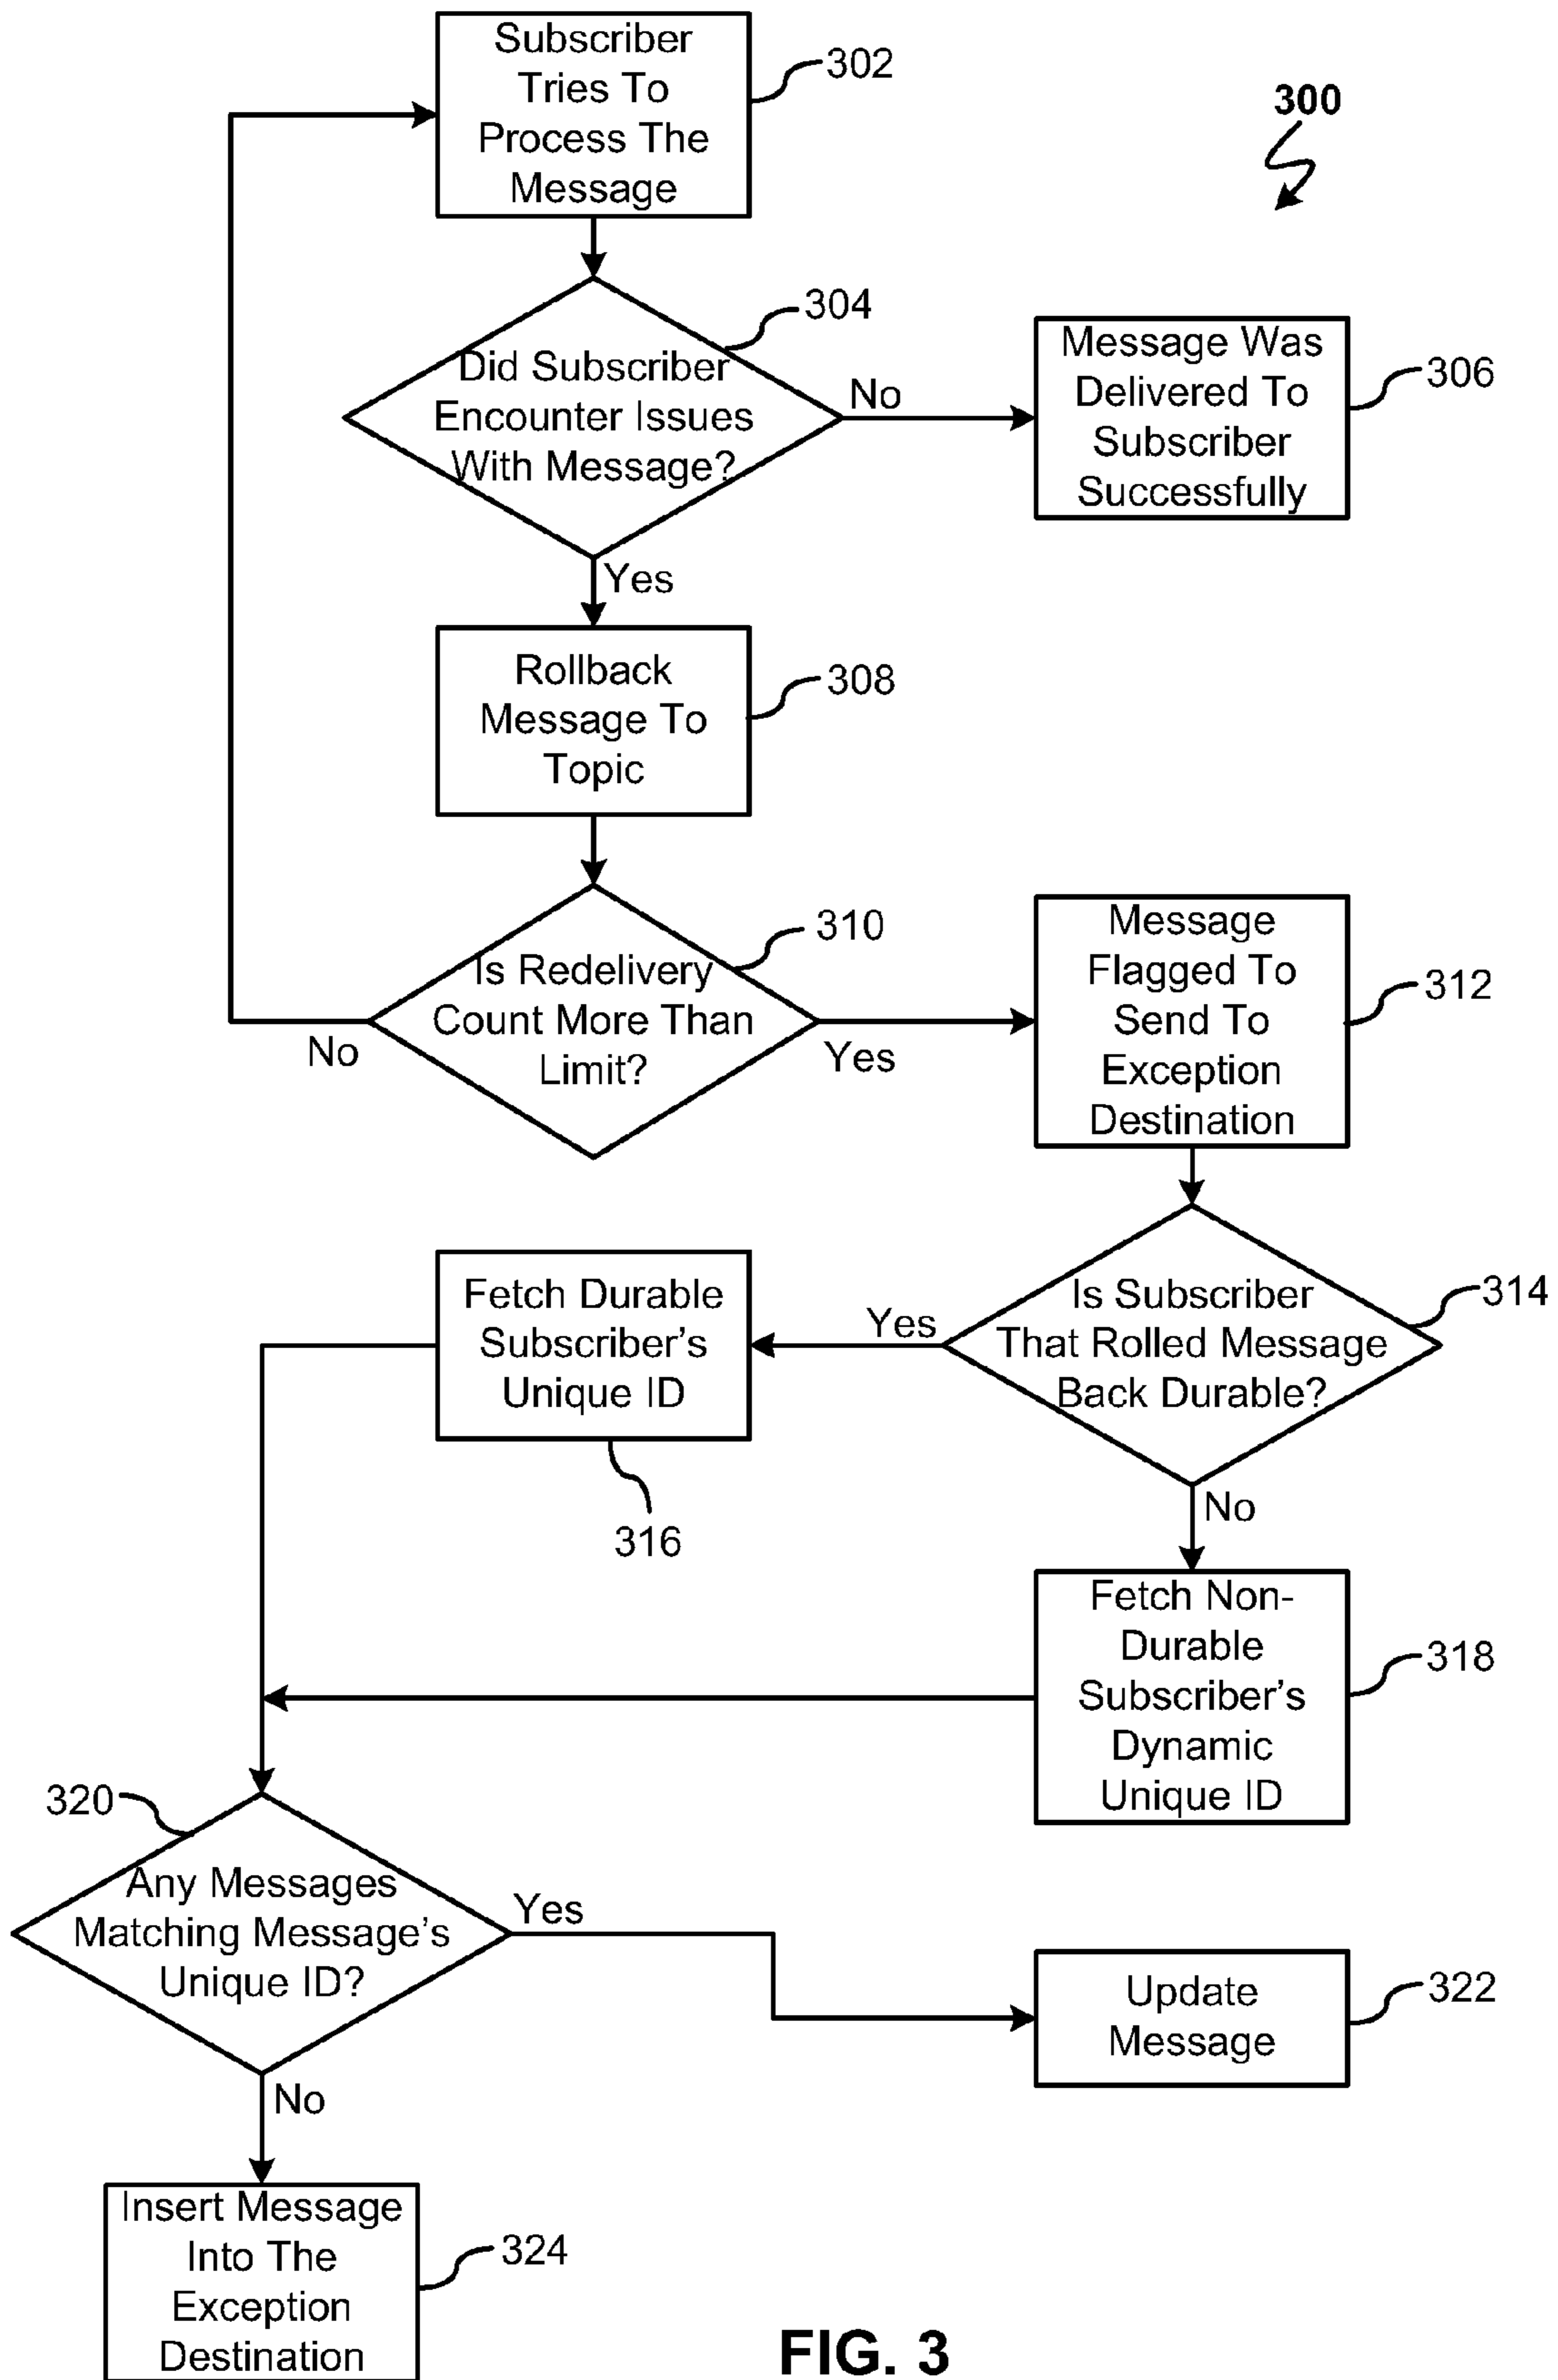 Subscriber
Tries To
Process The
Message
302
300
304
Did Subscriber
Encounter Issues
With Message?
No
Message Was
Delivered To
Subscriber
Successfully
306
Yes
Rollback
Message To
Topic
308
310
Is Redelivery
Count More Than
Limit?
No
Yes
Message
Flagged To
Send To
Exception
Destination
312
Is Subscriber
That Rolled Message
Back Durable?
314
Yes
Fetch Durable
Subscriber's
Unique ID
316
No
Fetch Non-
Durable
Subscriber's
Dynamic
Unique ID
318
320
Any Messages
Matching Message's
Unique ID?
Yes
Update
Message
322
No
Insert Message
Into The
Exception
Destination
324
FIG. 3